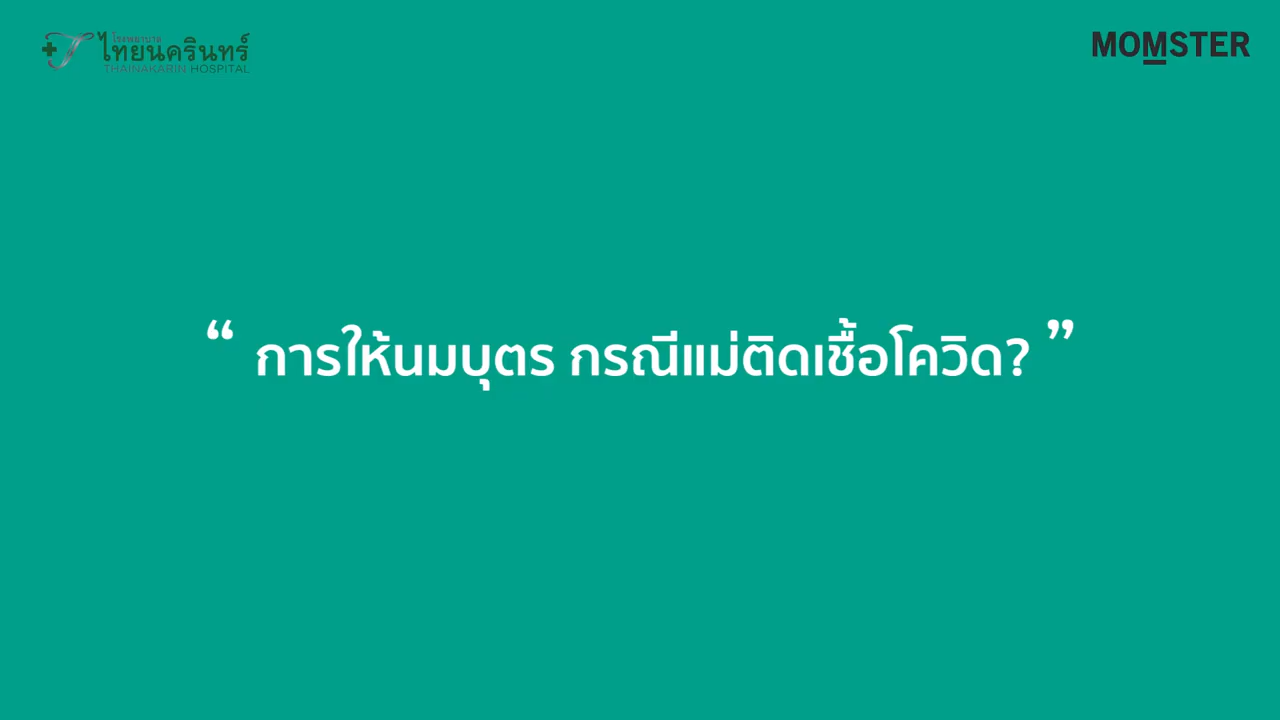 โรงพยาบาล
ไทยนครินทร์
THAINAKARIN HOSPITAL
MOMSTER
“ การให้นมบุตร กรณีแม่ติดเชื้อโควิด? ”